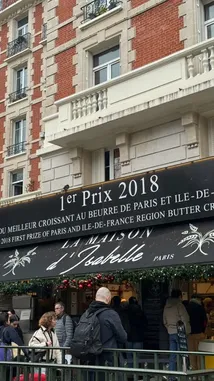 1er Prix 2018
DU MEILLEUR CROISSANT AU BEURRE DE PARIS ET ILE-DE-
2018 FIRST PRIZE OF PARIS AND ILE-DE-FRANCE REGION BUTTER CR
LA MAISON
d'Isabelle PARIS